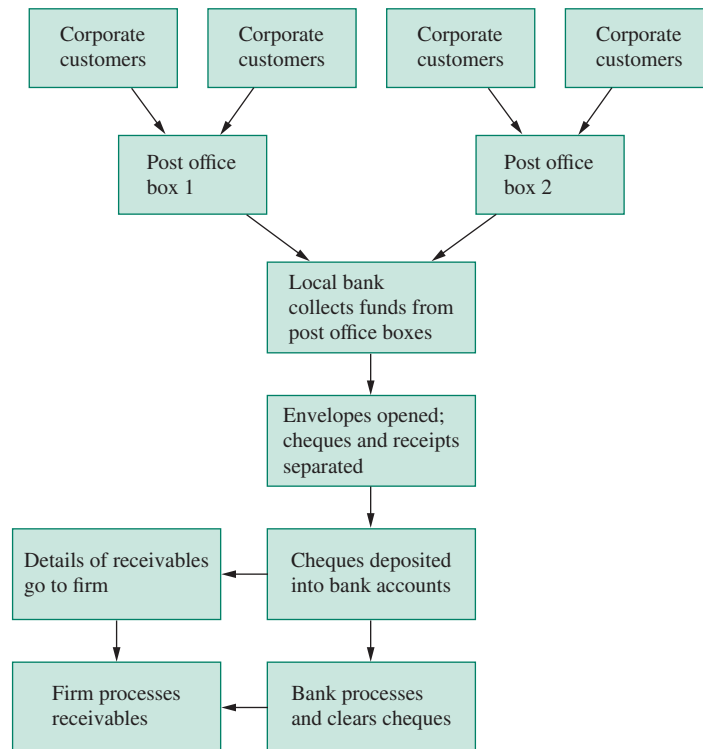 Corporate
customers
Corporate
customers
Corporate
customers
Corporate
customers
Post office
box 1
Post office
box 2
Local bank
collects funds from
post office boxes
Envelopes opened;
cheques and receipts
separated
Details of receivables
go to firm
Cheques deposited
into bank accounts
Firm processes
receivables
Bank processes
and clears cheques